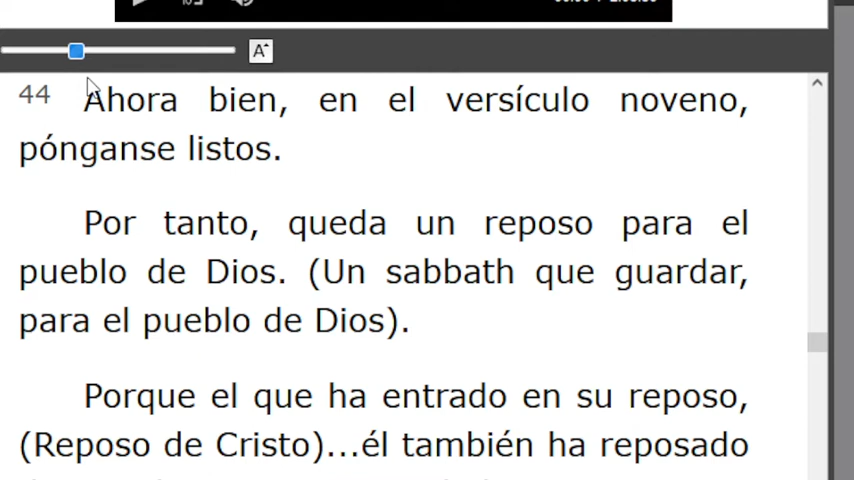 44 Ahora bien, en el versículo noveno,
pónganse listos.
Por tanto, queda un reposo para el
pueblo de Dios. (Un sabbath que guardar,
para el pueblo de Dios).
Porque el que ha entrado en su reposo,
(Reposo de Cristo)...él también ha reposado